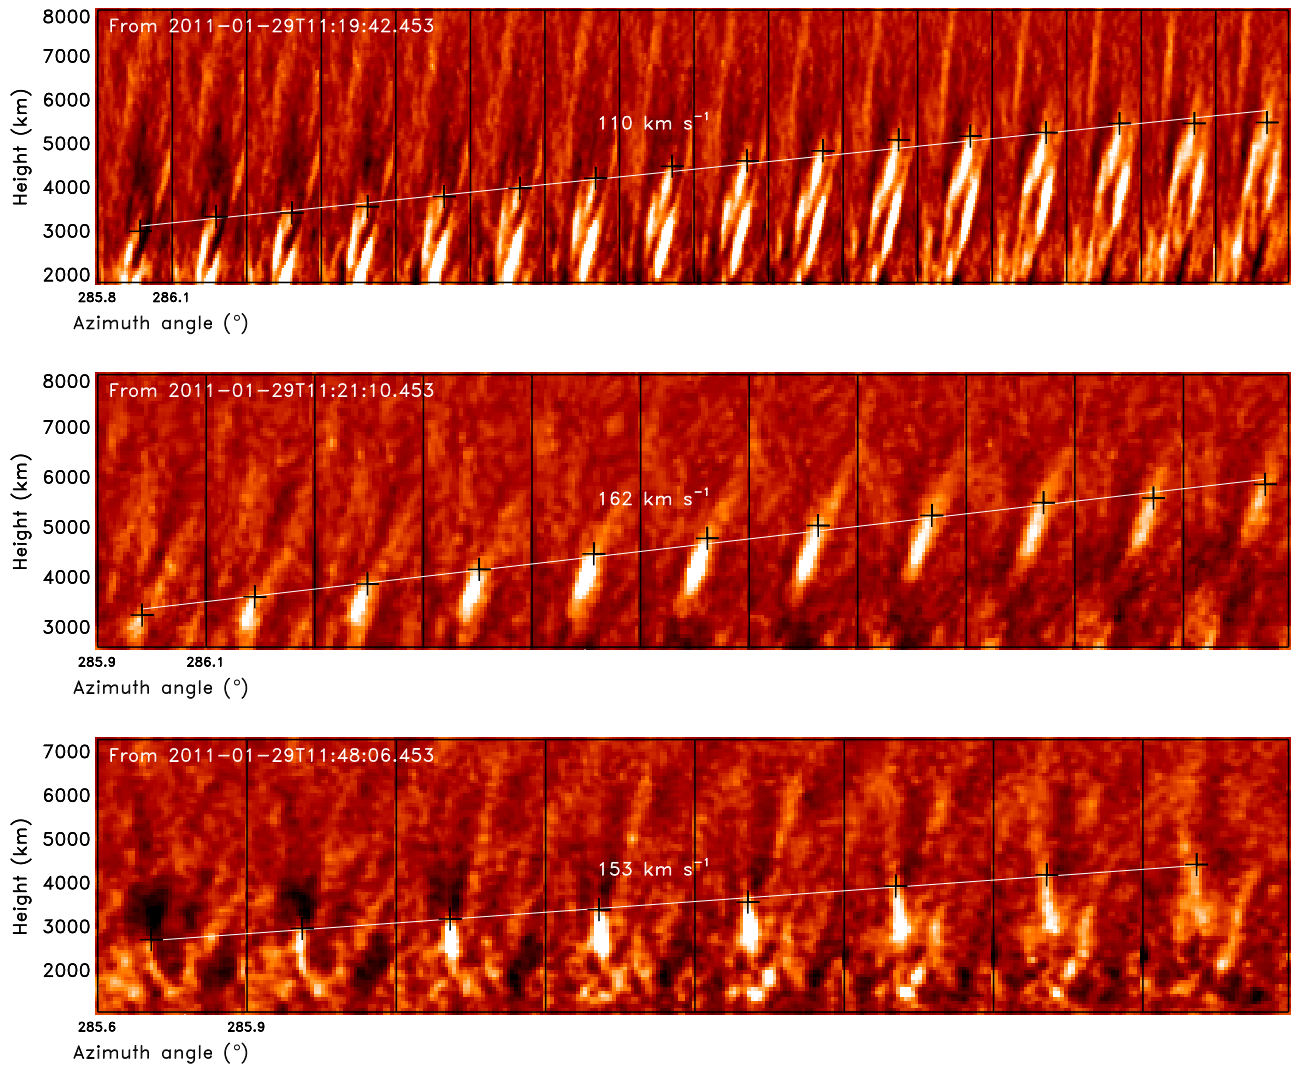 From 2011-01-29T11:19:42.453
8000
7000
6000
5000
4000
3000
2000
Height (km)
110 km s⁻¹
285.8 286.1
Azimuth angle (°)
From 2011-01-29T11:21:10.453
8000
7000
6000
5000
4000
3000
Height (km)
162 km s⁻¹
285.9 286.1
Azimuth angle (°)
From 2011-01-29T11:48:06.453
7000
6000
5000
4000
3000
2000
Height (km)
153 km s⁻¹
285.6 285.9
Azimuth angle (°)